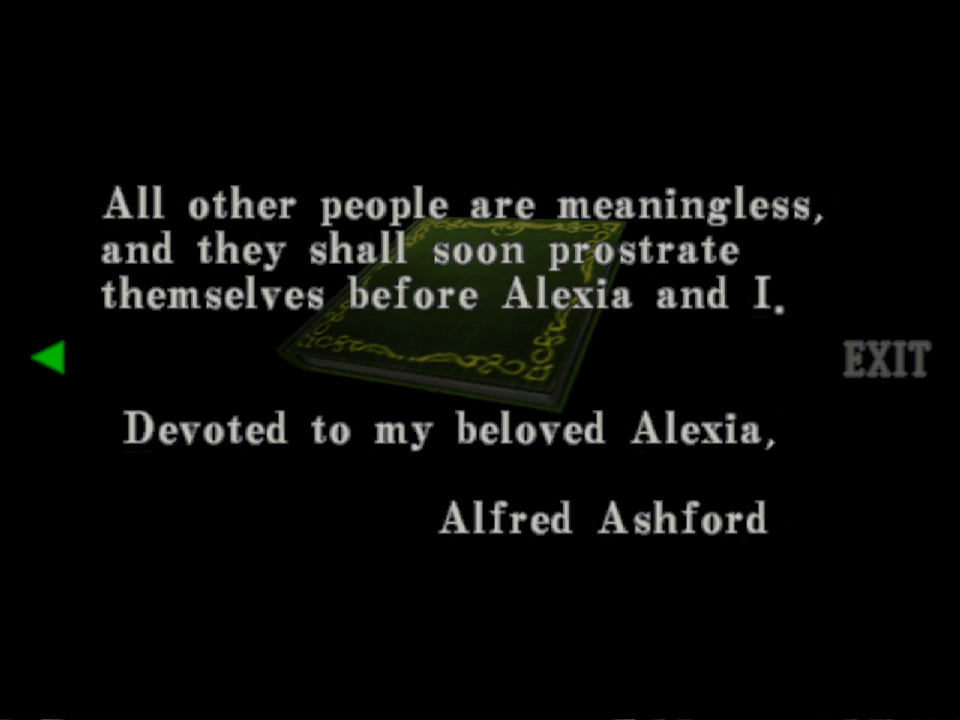 All other people are meaningless,
and they shall soon prostrate
themselves before Alexia and I.
EXIT
Devoted to my beloved Alexia,
Alfred Ashford